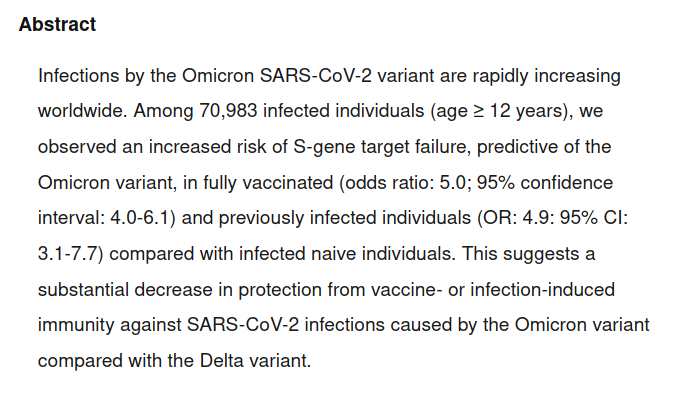 Abstract
Infections by the Omicron SARS-CoV-2 variant are rapidly increasing
worldwide. Among 70,983 infected individuals (age ≥ 12 years), we
observed an increased risk of S-gene target failure, predictive of the
Omicron variant, in fully vaccinated (odds ratio: 5.0; 95% confidence
interval: 4.0-6.1) and previously infected individuals (OR: 4.9: 95% CI:
3.1-7.7) compared with infected naive individuals. This suggests a
substantial decrease in protection from vaccine- or infection-induced
immunity against SARS-CoV-2 infections caused by the Omicron variant
compared with the Delta variant.